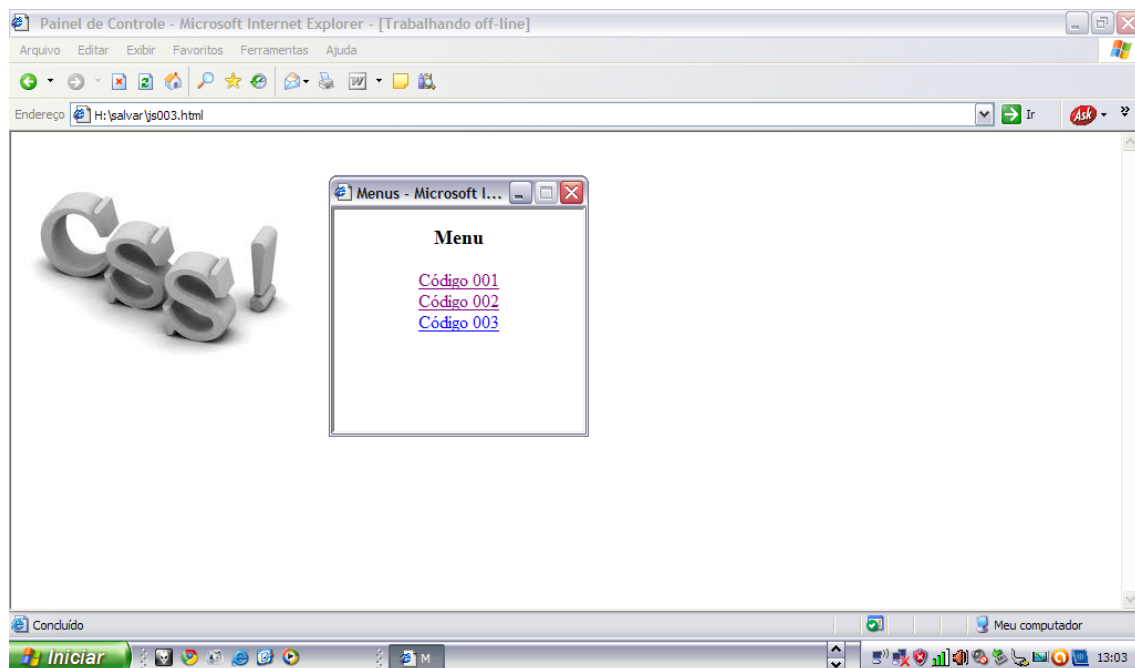 Painel de Controle - Microsoft Internet Explorer - [Trabalhando off-line]
Arquivo Editar Exibir Favoritos Ferramentas Ajuda
Endereço H:\salvar\js003.html Ir Ask
css!
Menus - Microsoft I...
Menu
Código 001
Código 002
Código 003
Concluído Meu computador
Iniciar M 13:03